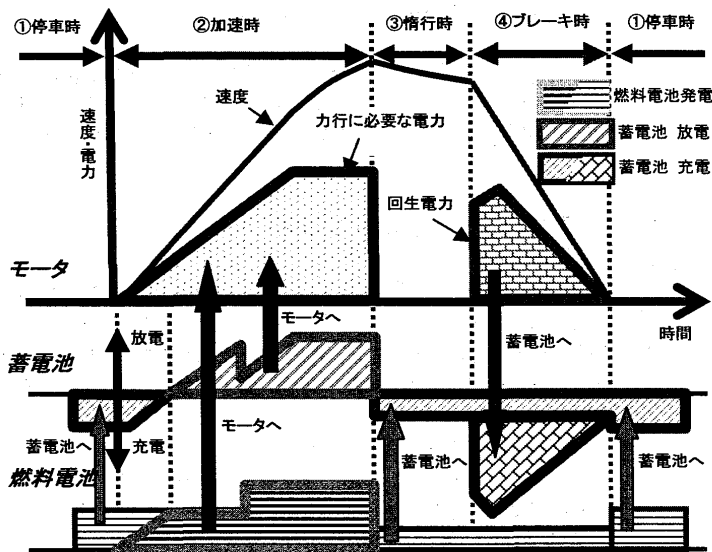 ①停車時
②加速時
③惰行時
④ブレーキ時
①停車時
速度・電力
速度
力行に必要な電力
燃料電池発電
蓄電池 放電
蓄電池 充電
回生電力
モータ
時間
放電
モータへ
蓄電池へ
蓄電池
モータへ
蓄電池へ
充電
蓄電池へ
蓄電池へ
燃料電池